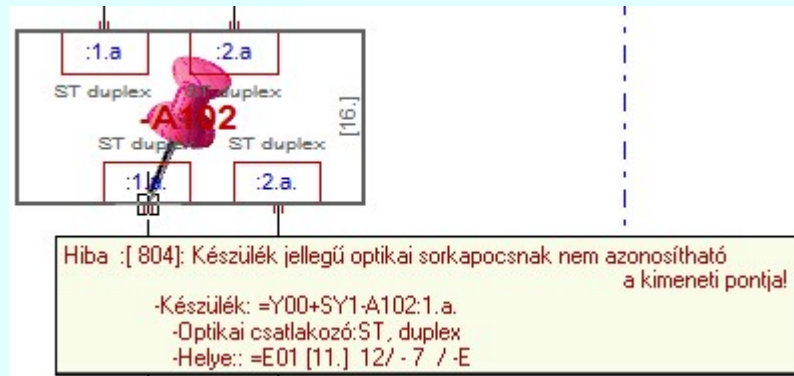 :1.a :2.a
ST duplex ST duplex
-A102
[16.]
ST duplex ST duplex
:1.a. :2.a.
Hiba :[ 804]: Készülék jellegű optikai sorkapocsnak nem azonosítható
a kimeneti pontja!
-Készülék: =Y00+SY1-A102:1.a.
-Optikai csatlakozó:ST, duplex
-Helye:: =E01 [11.] 12/ - 7 / -E